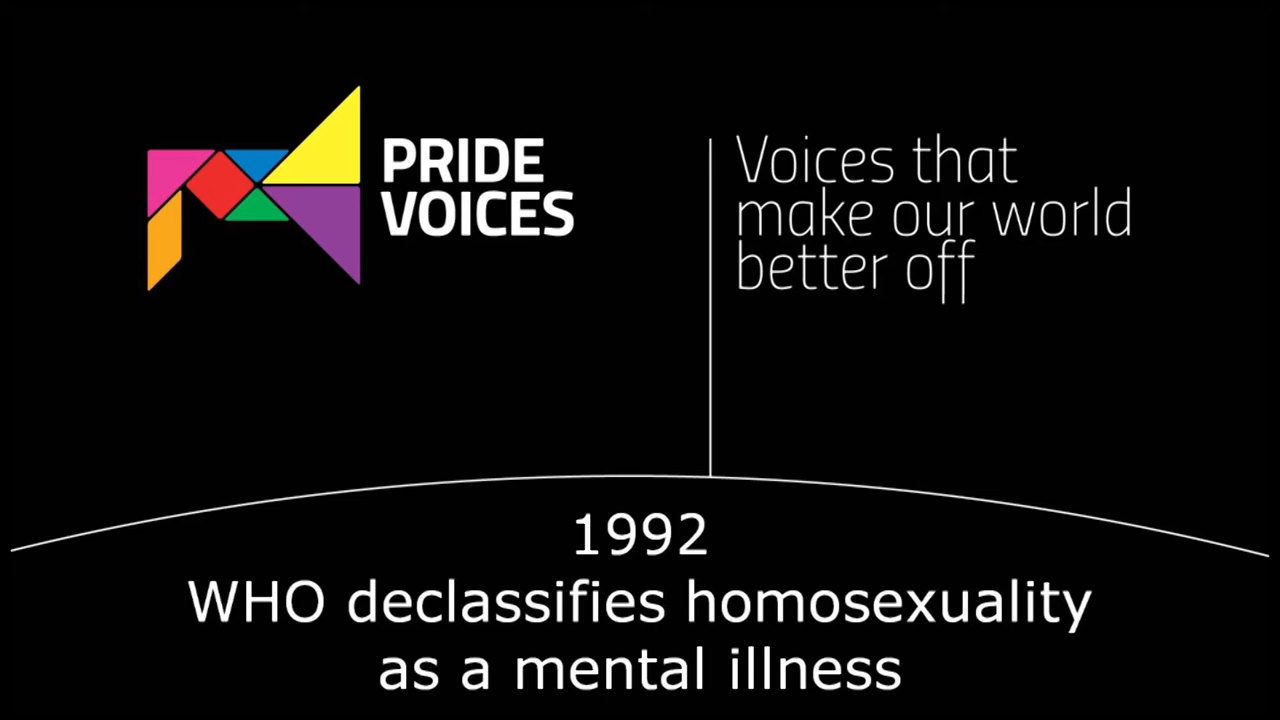 PRIDE
VOICES
Voices that
make our world
better off
1992
WHO declassifies homosexuality
as a mental illness